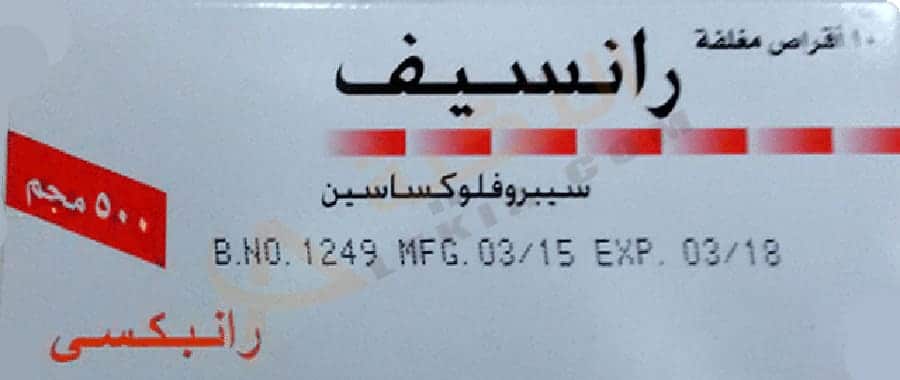 ١٠ أقراص مغلفة
رانسيف
سيبروفلوكساسين
٥٠٠ مجم
B.NO. 1249 MFG. 03/15 EXP. 03/18
رانبكسى